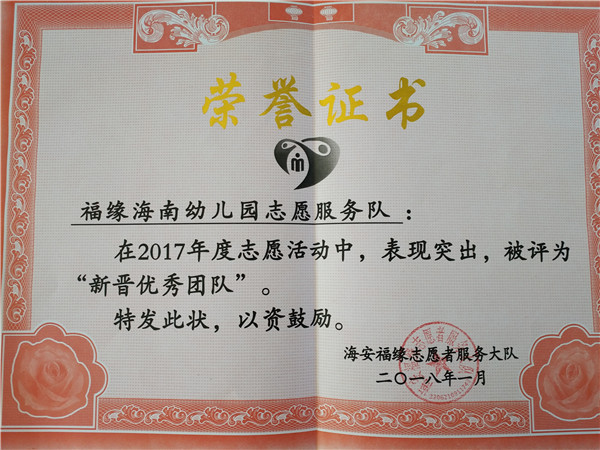 荣誉证书
福缘海南幼儿园志愿服务队：
在2017年度志愿活动中，表现突出，被评为
“新晋优秀团队”。
特发此状，以资鼓励。
海安福缘志愿者服务大队
二〇一八年一月